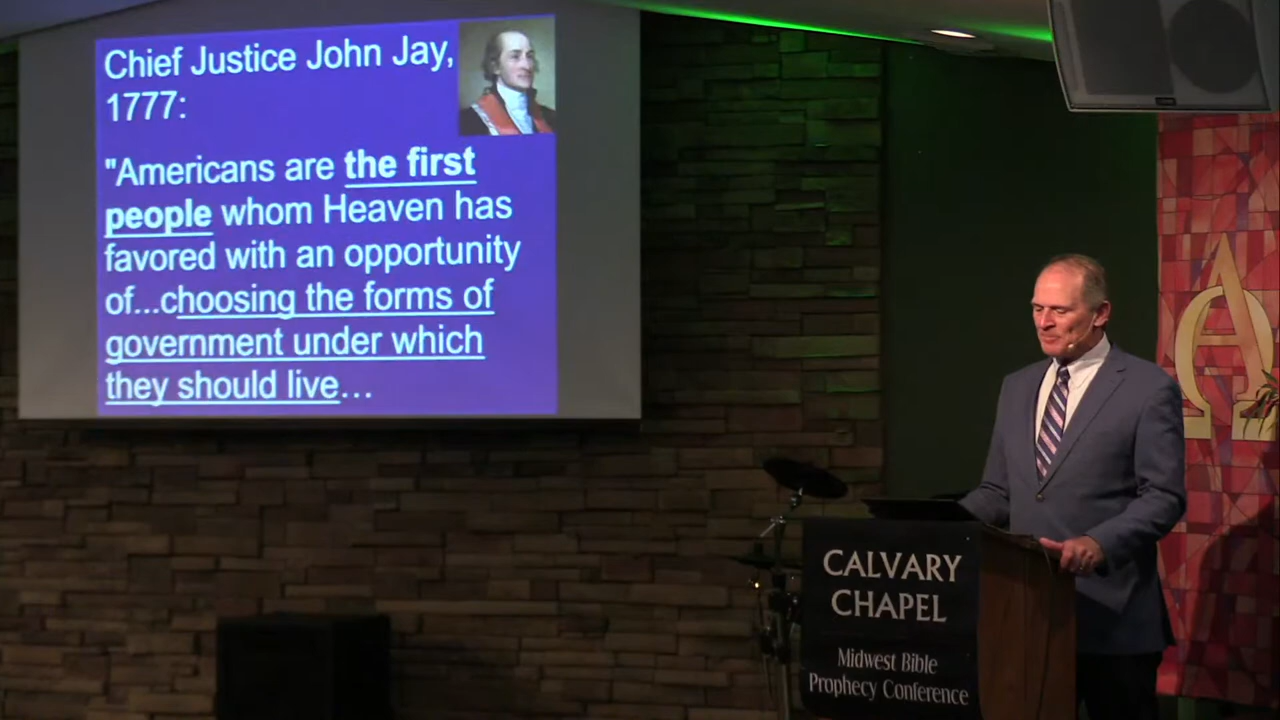 Chief Justice John Jay,
1777:
"Americans are the first
people whom Heaven has
favored with an opportunity
of...choosing the forms of
government under which
they should live...
CALVARY
CHAPEL
Midwest Bible
Prophecy Conference